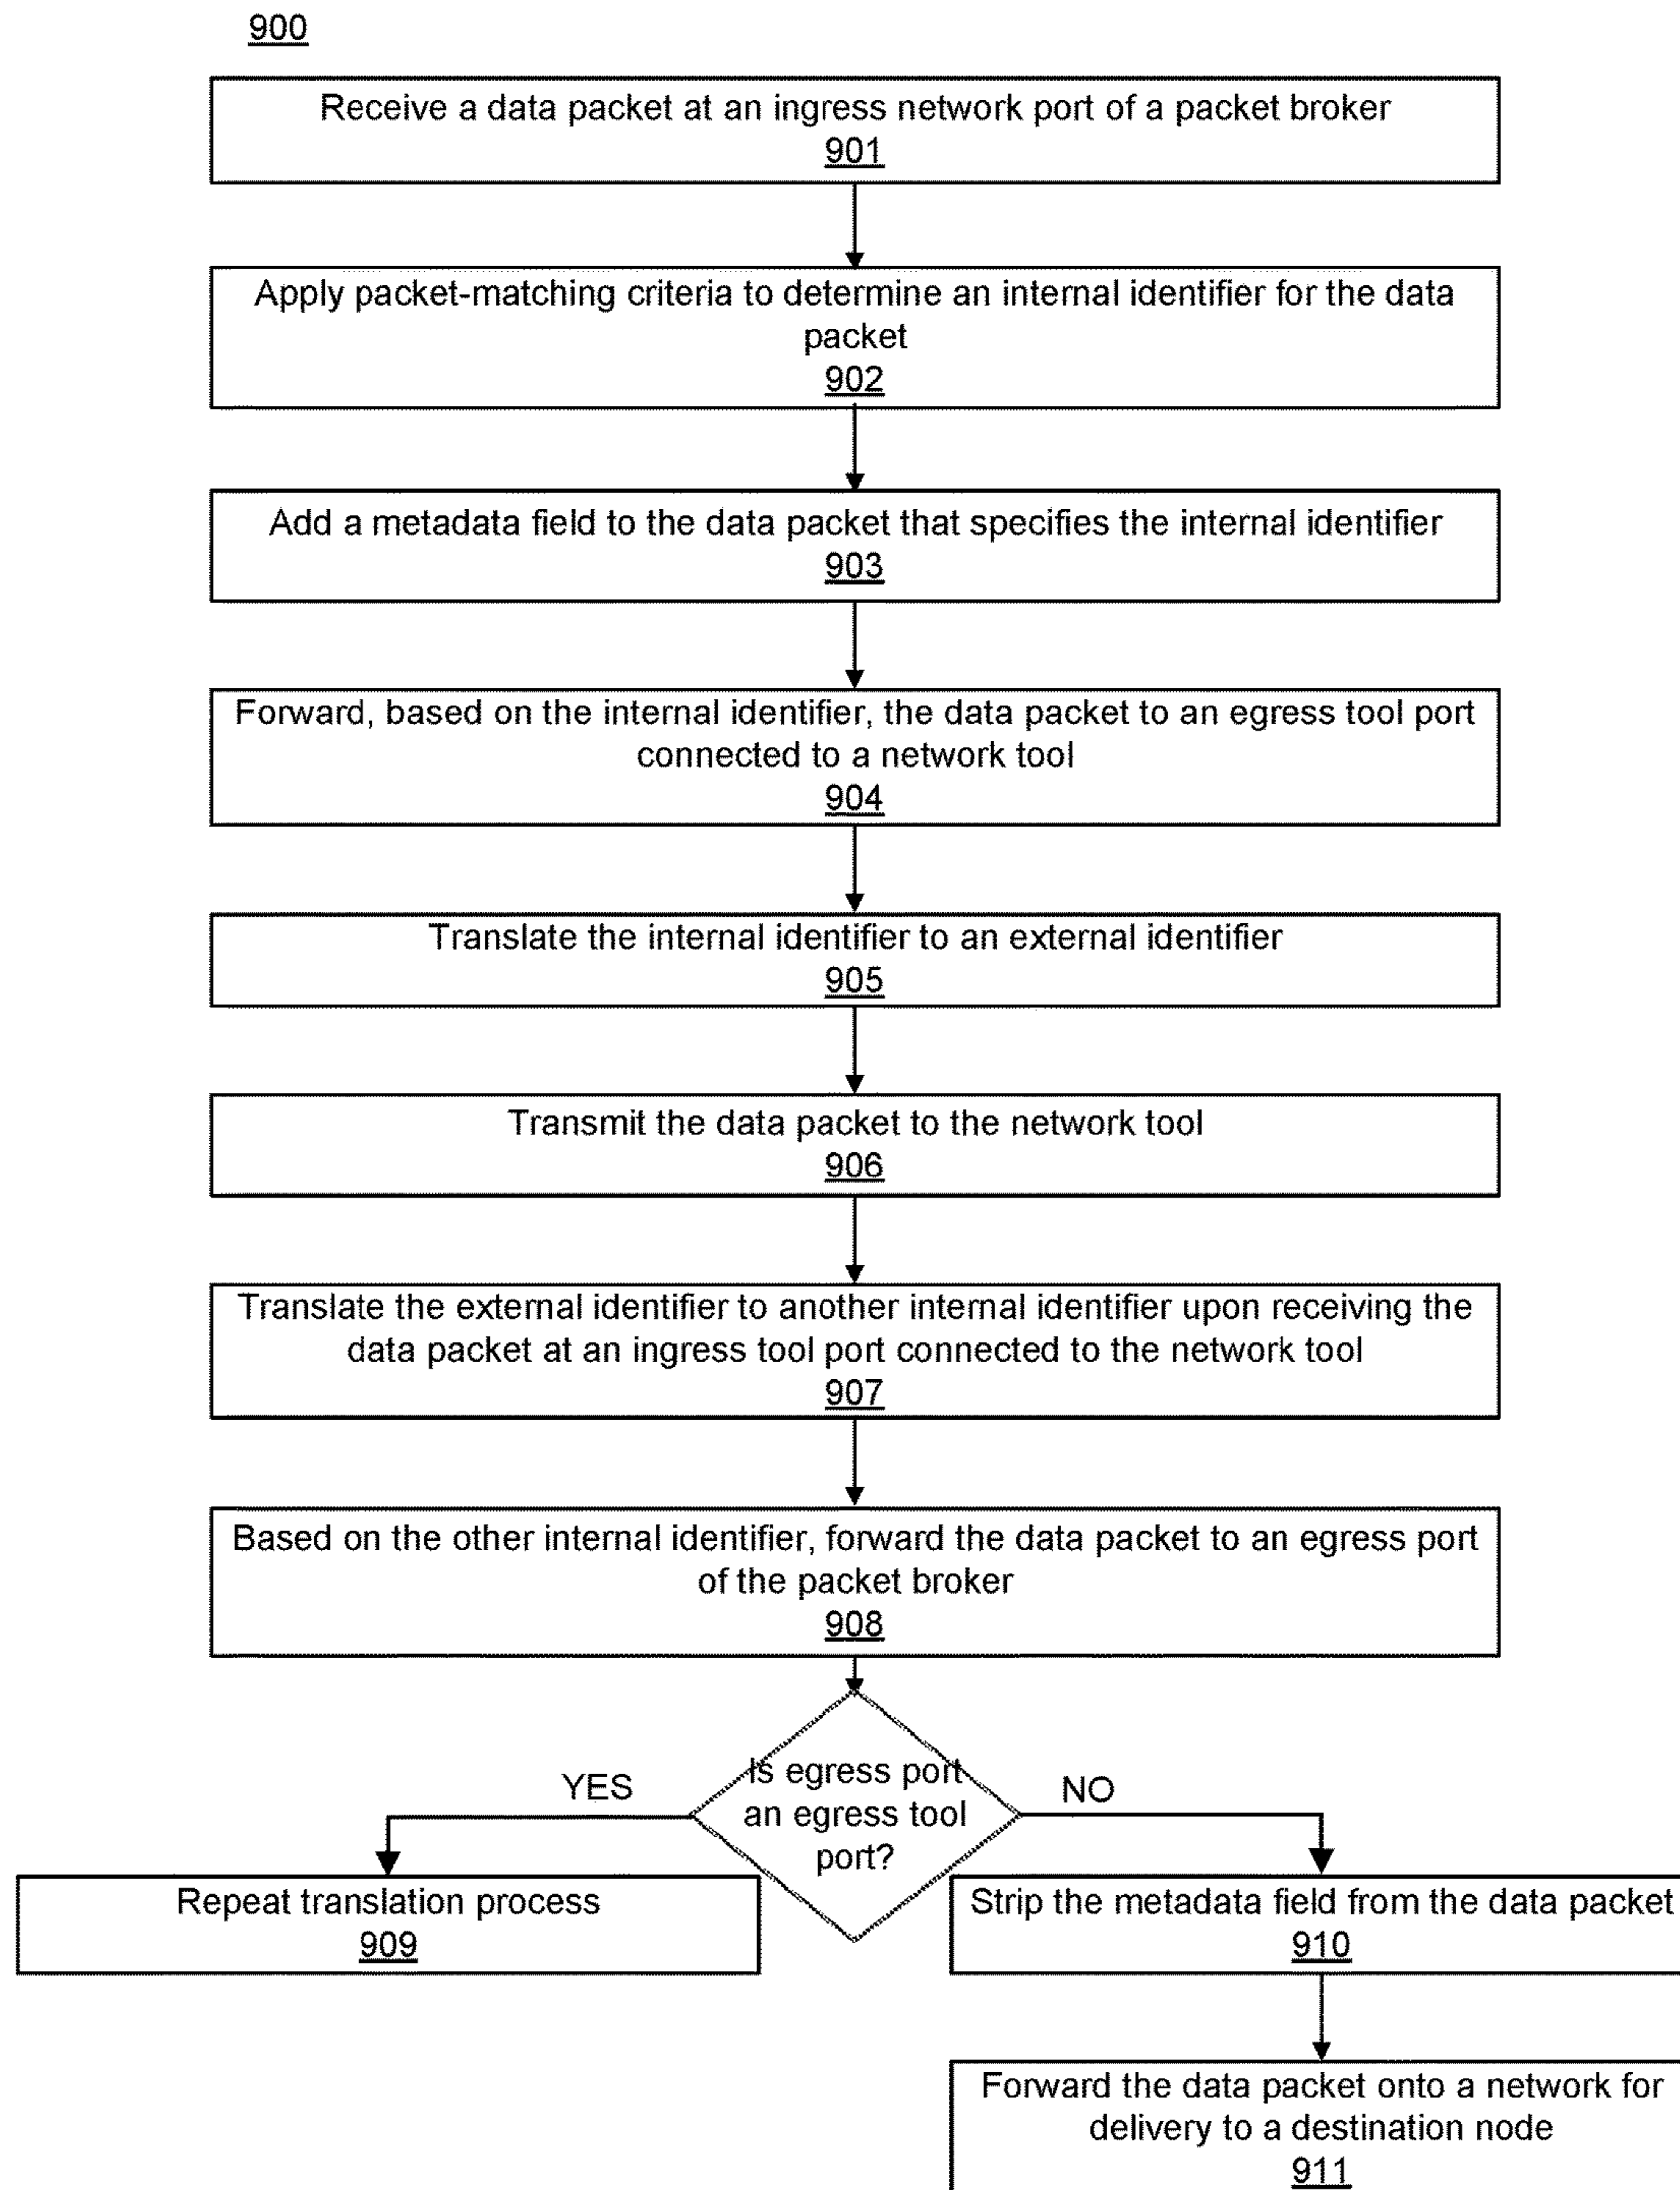 900
Receive a data packet at an ingress network port of a packet broker
901
Apply packet-matching criteria to determine an internal identifier for the data
packet
902
Add a metadata field to the data packet that specifies the internal identifier
903
Forward, based on the internal identifier, the data packet to an egress tool port
connected to a network tool
904
Translate the internal identifier to an external identifier
905
Transmit the data packet to the network tool
906
Translate the external identifier to another internal identifier upon receiving the
data packet at an ingress tool port connected to the network tool
907
Based on the other internal identifier, forward the data packet to an egress port
of the packet broker
908
Is egress port
an egress tool
port?
YES
NO
Repeat translation process
909
Strip the metadata field from the data packet
910
Forward the data packet onto a network for
delivery to a destination node
911